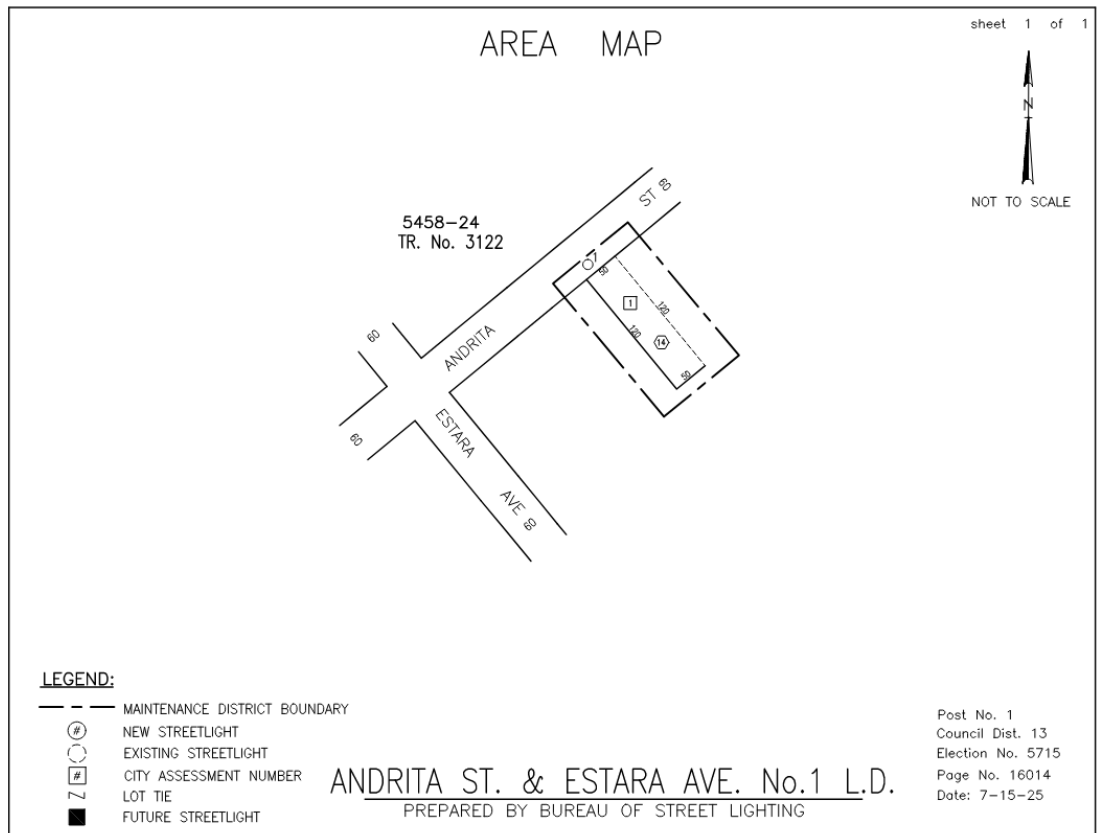 sheet 1 of 1
AREA MAP
N
NOT TO SCALE
5458-24
TR. No. 3122
ST 60
ANDRITA
50
1
120
120
14
50
60
60
ESTARA
AVE 60
LEGEND:
MAINTENANCE DISTRICT BOUNDARY
# NEW STREETLIGHT
EXISTING STREETLIGHT
# CITY ASSESSMENT NUMBER
LOT TIE
FUTURE STREETLIGHT
ANDRITA ST. & ESTARA AVE. No.1 L.D.
PREPARED BY BUREAU OF STREET LIGHTING
Post No. 1
Council Dist. 13
Election No. 5715
Page No. 16014
Date: 7-15-25